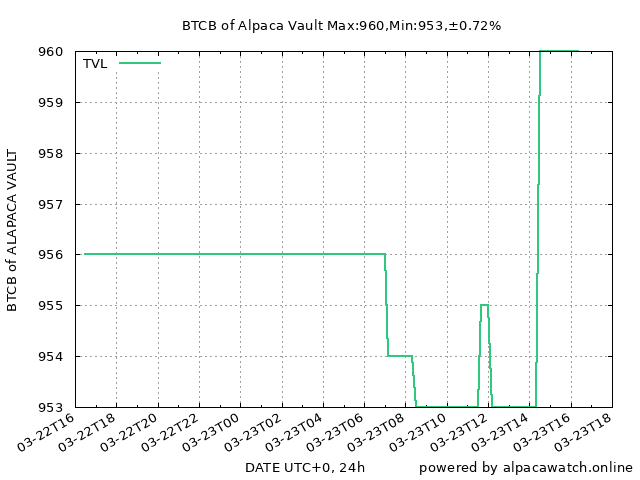 BTCB of Alpaca Vault Max:960,Min:953,±0.72%
TVL
960
959
958
957
956
955
954
953
BTCB of ALAPACA VAULT
03-22T16
03-22T18
03-22T20
03-22T22
03-23T00
03-23T02
03-23T04
03-23T06
03-23T08
03-23T10
03-23T12
03-23T14
03-23T16
03-23T18
DATE UTC+0, 24h
powered by alpacawatch.online